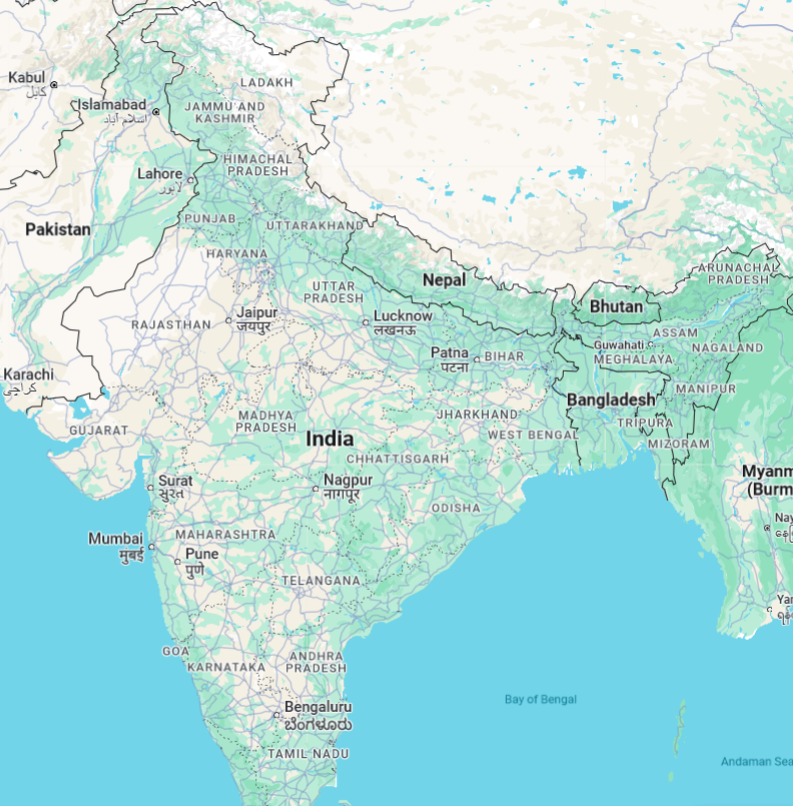 Kabul
کابل
LADAKH
Islamabad
اسلام آباد
JAMMU AND
KASHMIR
HIMACHAL
PRADESH
Lahore
لاہور
Pakistan
PUNJAB
UTTARAKHAND
HARYANA
Nepal
ARUNACHAL
PRADESH
UTTAR
PRADESH
Bhutan
Jaipur
जयपुर
RAJASTHAN
Lucknow
लखनऊ
ASSAM
Guwahati
NAGALAND
Patna
पटना
BIHAR
MEGHALAYA
Karachi
کراچی
MANIPUR
Bangladesh
MADHYA
PRADESH
JHARKHAND
TRIPURA
GUJARAT
India
WEST BENGAL
MIZORAM
CHHATTISGARH
Surat
સુરત
Nagpur
नागपूर
Myanm
(Burm
ODISHA
Nay
Mumbai
मुंबई
MAHARASHTRA
Pune
पुणे
TELANGANA
Yar
GOA
KARNATAKA
ANDHRA
PRADESH
Bay of Bengal
Bengaluru
ಬೆಂಗಳೂರು
TAMIL NADU
Andaman Sea